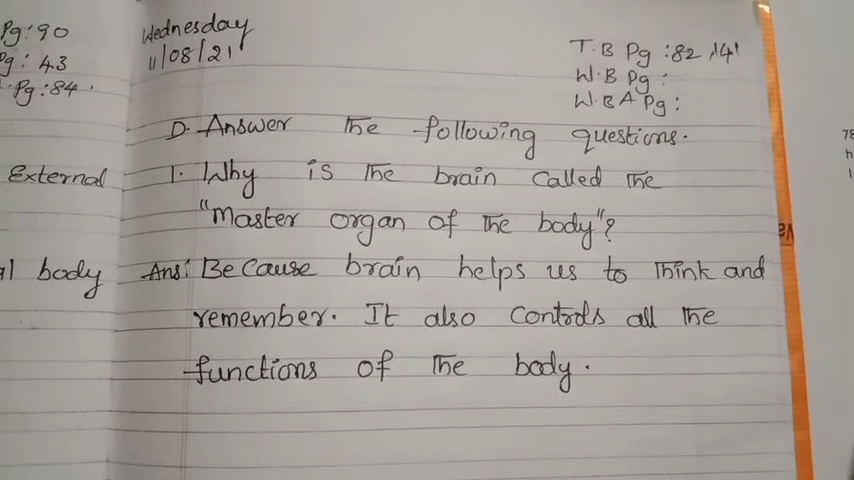 Pg: 90
Pg: 43
Pg: 84.
External
body
Wednesday
11/08/21
T.B Pg: 82, 41
W.B Pg:
W.B A Pg:
D. Answer the following questions.
1. Why is the brain called the
"Master organ of the body"?
Ans: Because brain helps us to think and
remember. It also controls all the
functions of the body.